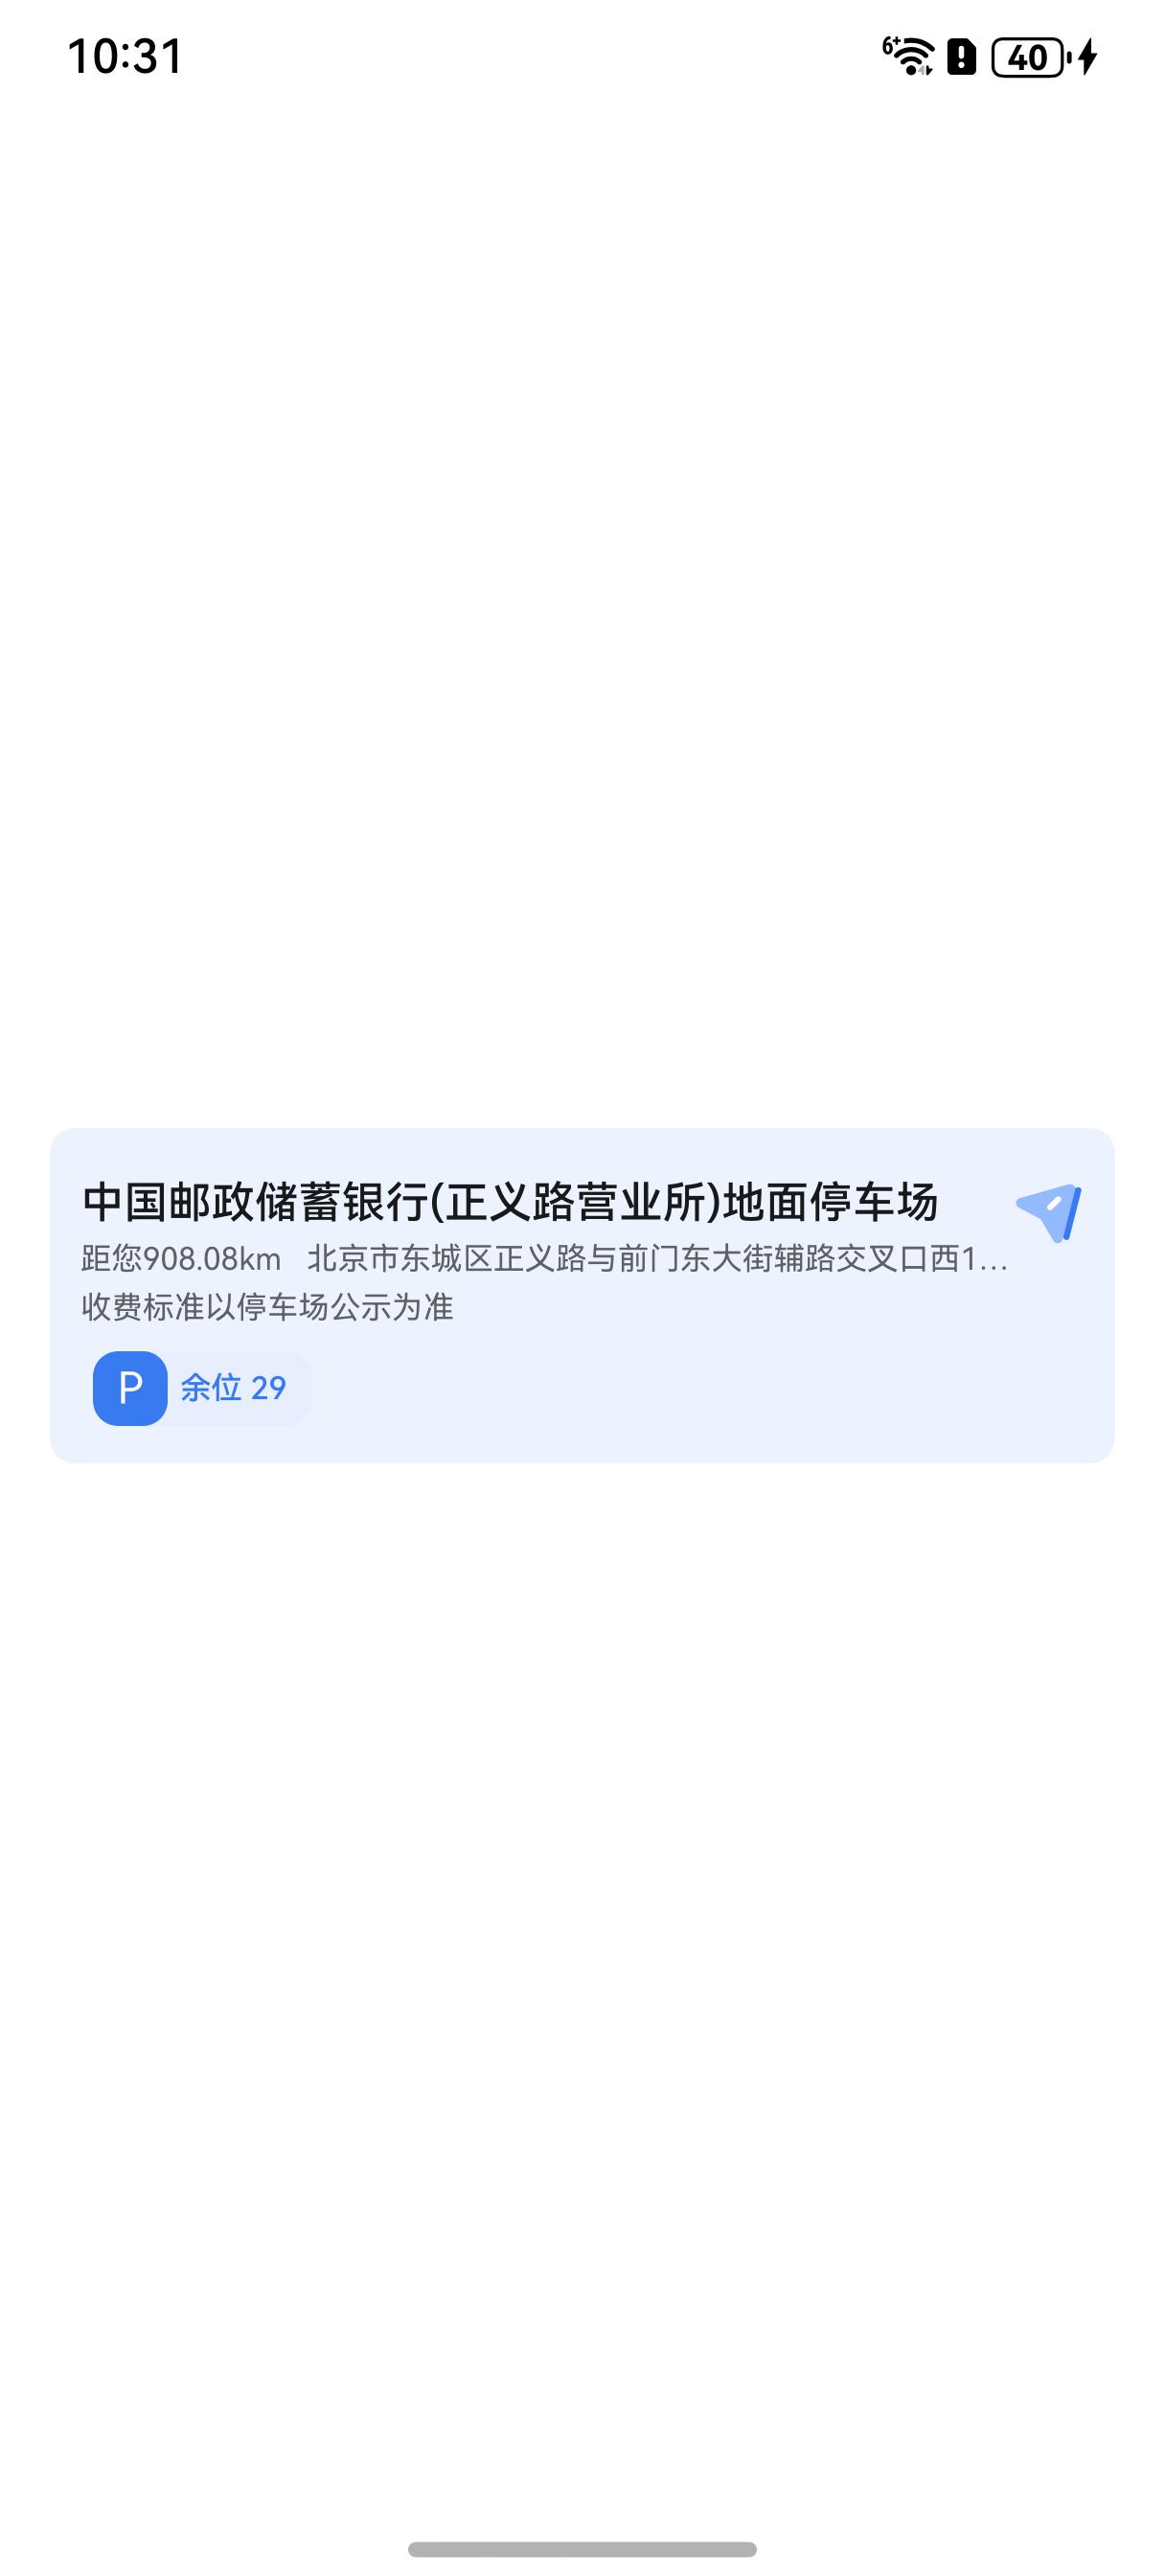 10:31
6+
40
中国邮政储蓄银行(正义路营业所)地面停车场
距您908.08km 北京市东城区正义路与前门东大街辅路交叉口西1...
收费标准以停车场公示为准
P 余位 29